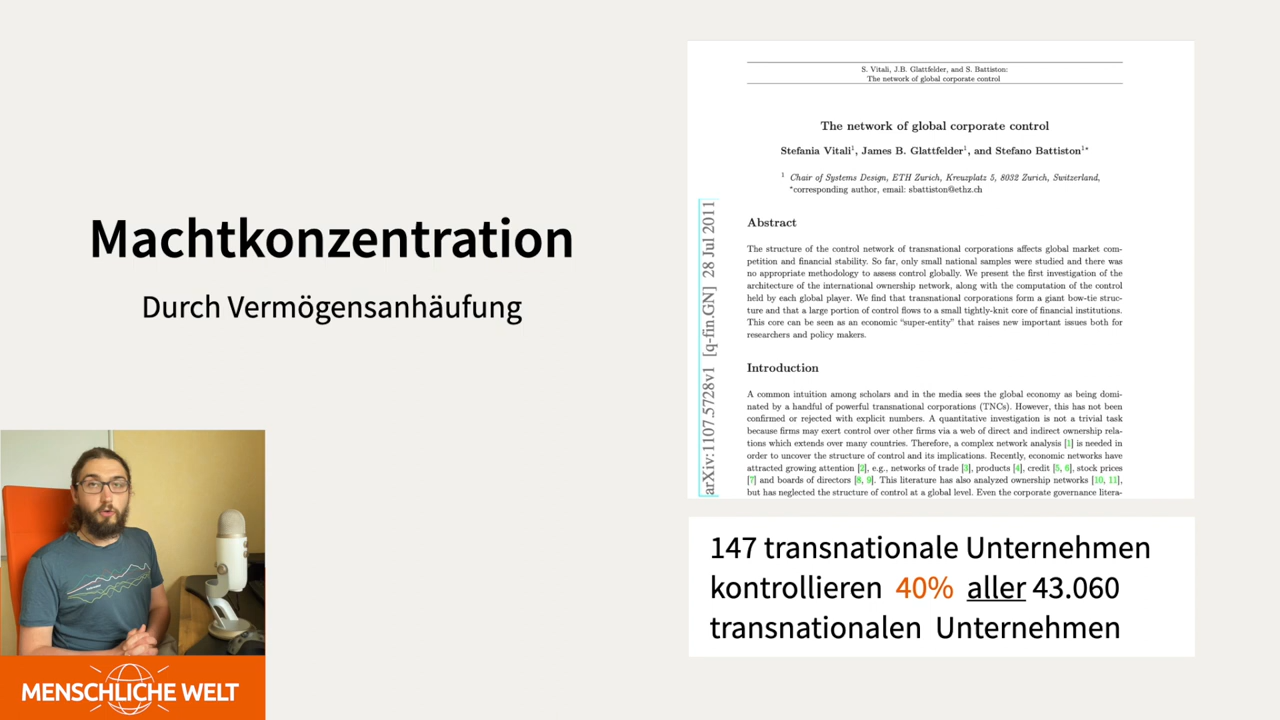 Machtkonzentration
Durch Vermögensanhäufung
MENSCHLICHE WELT
S. Vitali, J.B. Glattfelder, and S. Battiston:
The network of global corporate control
The network of global corporate control
Stefania Vitali¹, James B. Glattfelder¹, and Stefano Battiston¹*
¹ Chair of Systems Design, ETH Zurich, Kreuzplatz 5, 8032 Zurich, Switzerland,
*corresponding author, email: sbattiston@ethz.ch
Abstract
The structure of the control network of transnational corporations affects global market com-
petition and financial stability. So far, only small national samples were studied and there was
no appropriate methodology to assess control globally. We present the first investigation of the
architecture of the international ownership network, along with the computation of the control
held by each global player. We find that transnational corporations form a giant bow-tie struc-
ture and that a large portion of control flows to a small tightly-knit core of financial institutions.
This core can be seen as an economic “super-entity” that raises new important issues both for
researchers and policy makers.
Introduction
A common intuition among scholars and in the media sees the global economy as being domi-
nated by a handful of powerful transnational corporations (TNCs). However, this has not been
confirmed or rejected with explicit numbers. A quantitative investigation is not a trivial task
because firms may exert control over other firms via a web of direct and indirect ownership rela-
tions which extends over many countries. Therefore, a complex network analysis [1] is needed in
order to uncover the structure of control and its implications. Recently, economic networks have
attracted growing attention [2], e.g., networks of trade [3], products [4], credit [5, 6], stock prices
[7] and boards of directors [8, 9]. This literature has also analyzed ownership networks [10, 11],
but has neglected the structure of control at a global level. Even the corporate governance litera-
arXiv:1107.5728v1 [q-fin.GN] 28 Jul 2011
147 transnationale Unternehmen
kontrollieren 40% aller 43.060
transnationalen Unternehmen